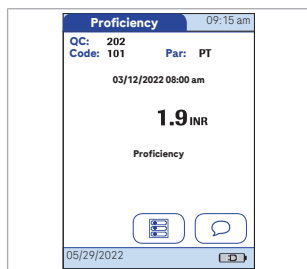 Proficiency 09:15 am
QC: 202
Code: 101 Par: PT
03/12/2022 08:00 am
1.9 INR
Proficiency
05/29/2022